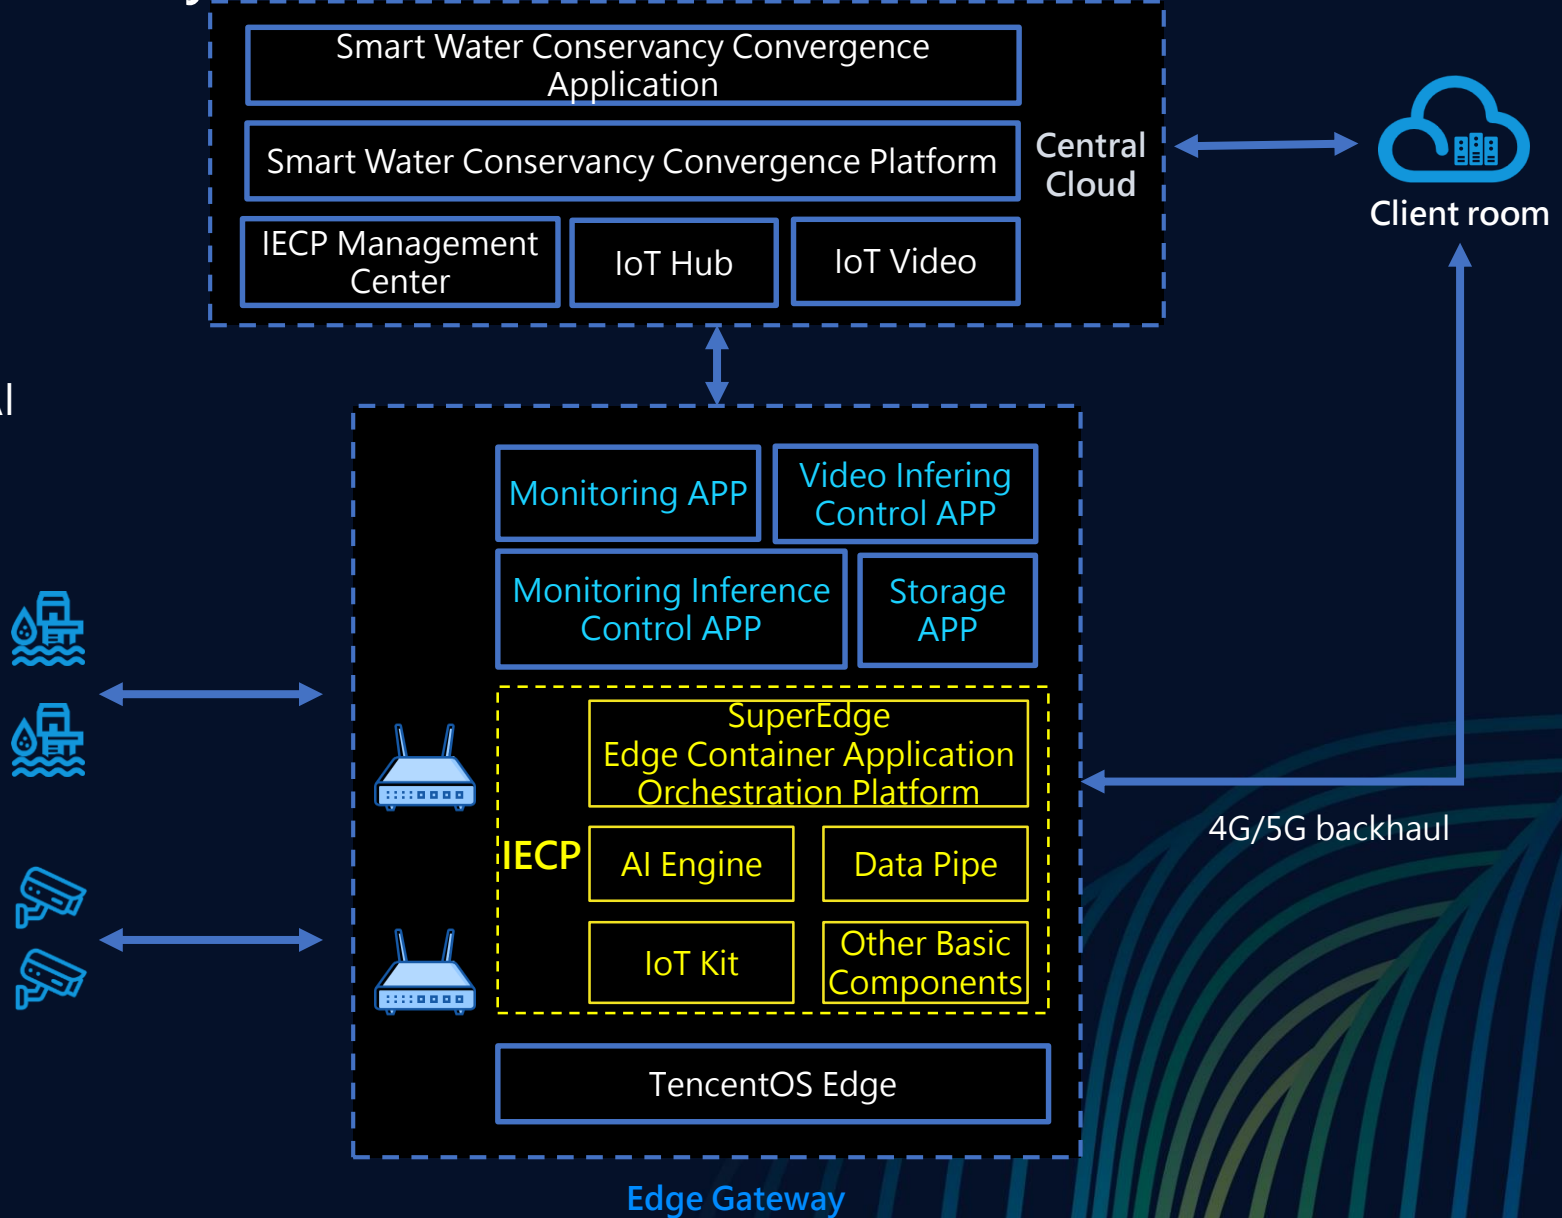 Smart Water Conservancy Convergence
Application
Smart Water Conservancy Convergence Platform
Central
Cloud
IECP Management
Center
IoT Hub
IoT Video
Client room
AI
Monitoring APP
Video Infering
Control APP
Monitoring Inference
Control APP
Storage
APP
SuperEdge
Edge Container Application
Orchestration Platform
IECP
AI Engine
Data Pipe
IoT Kit
Other Basic
Components
4G/5G backhaul
TencentOS Edge
Edge Gateway